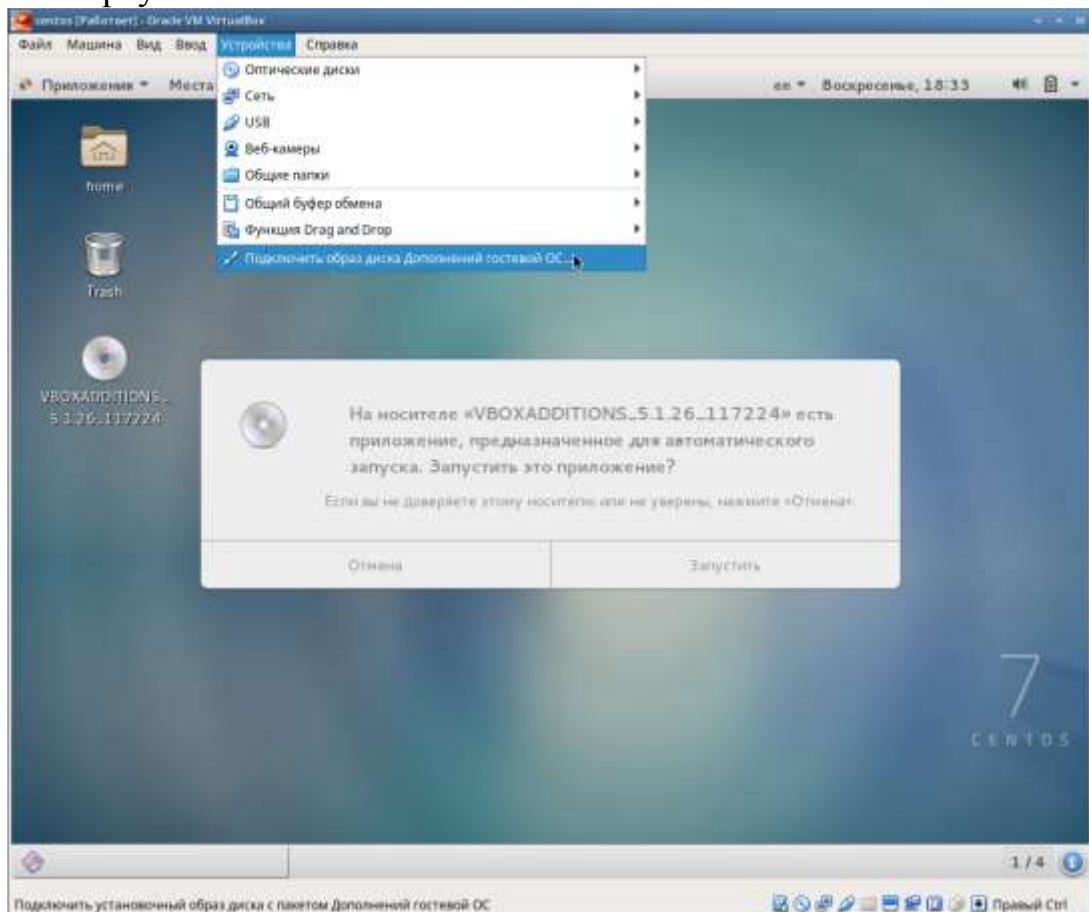 centos [Работает] - Oracle VM VirtualBox
Файл Машина Вид Ввод Устройства Справка
Приложения Места en Воскресенье, 18:33
Оптические диски
Сеть
USB
Веб-камеры
Общие папки
Общий буфер обмена
Функция Drag and Drop
Подключить образ диска Дополнений гостевой ОС...
home
Trash
VBOXADDITIONS_
5.1.26_117224
На носителе «VBOXADDITIONS_5.1.26_117224» есть
приложение, предназначенное для автоматического
запуска. Запустить это приложение?
Если вы не доверяете этому носителю или не уверены, нажмите «Отмена».
Отмена Запустить
7
CENTOS
1 / 4
Подключить установочный образ диска с пакетом Дополнений гостевой ОС Правый Ctrl